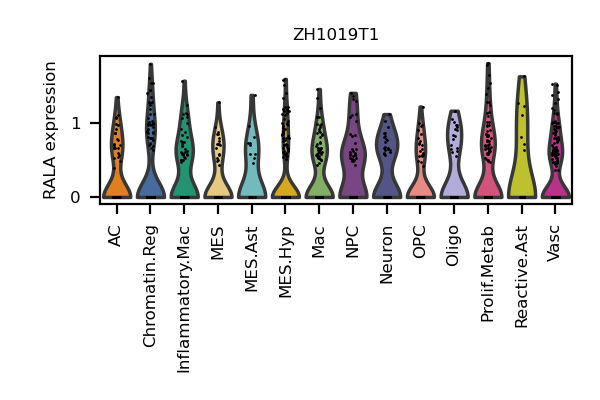 ZH1019T1
RALA expression
1
0
AC
Chromatin.Reg
Inflammatory.Mac
MES
MES.Ast
MES.Hyp
Mac
NPC
Neuron
OPC
Oligo
Prolif.Metab
Reactive.Ast
Vasc